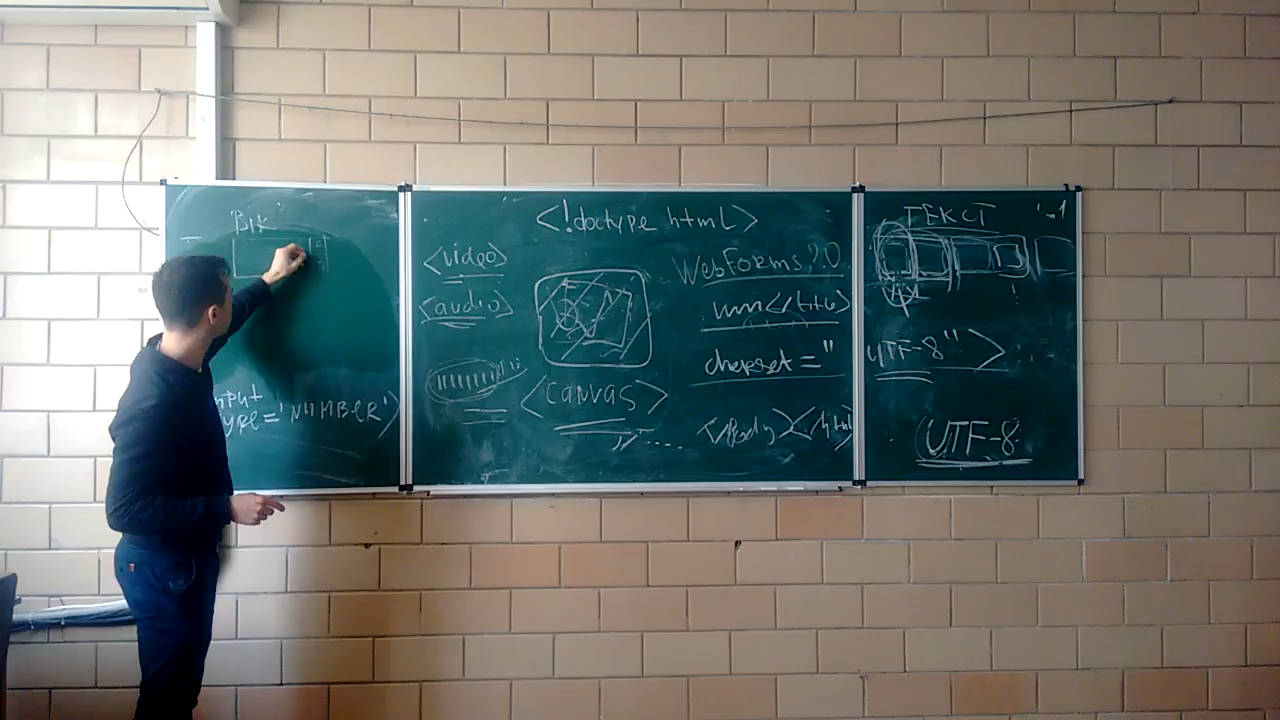 Вік
input
type='NUMBER'>
<!doctype html>
<video>
<audio>
<canvas>
WebForms 2.0
charset="
</body></html
ТЕКСТ
UTF-8">
UTF-8